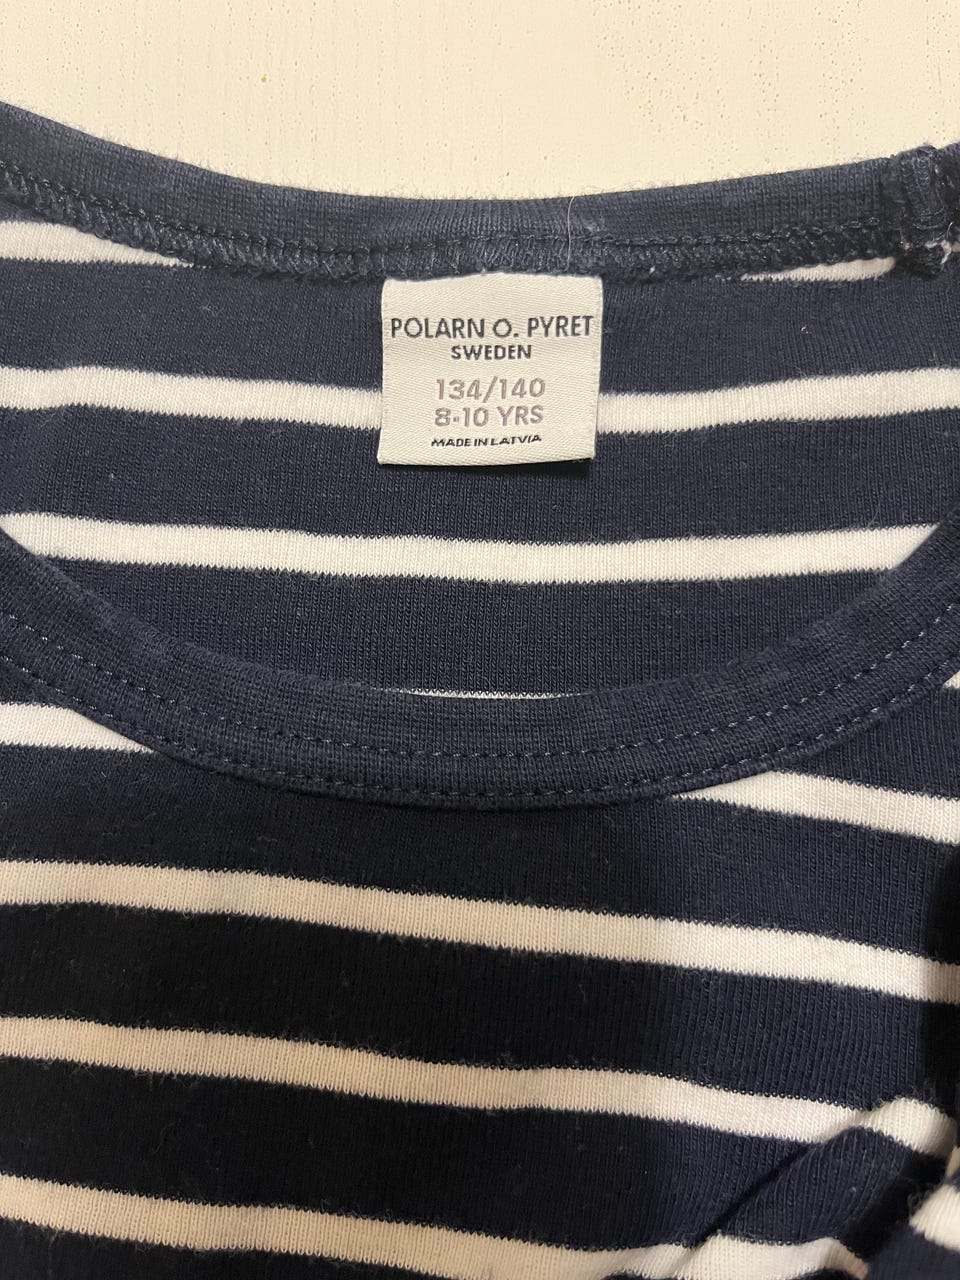 POLARN O. PYRET
SWEDEN
134/140
8-10 YRS
MADE IN LATVIA